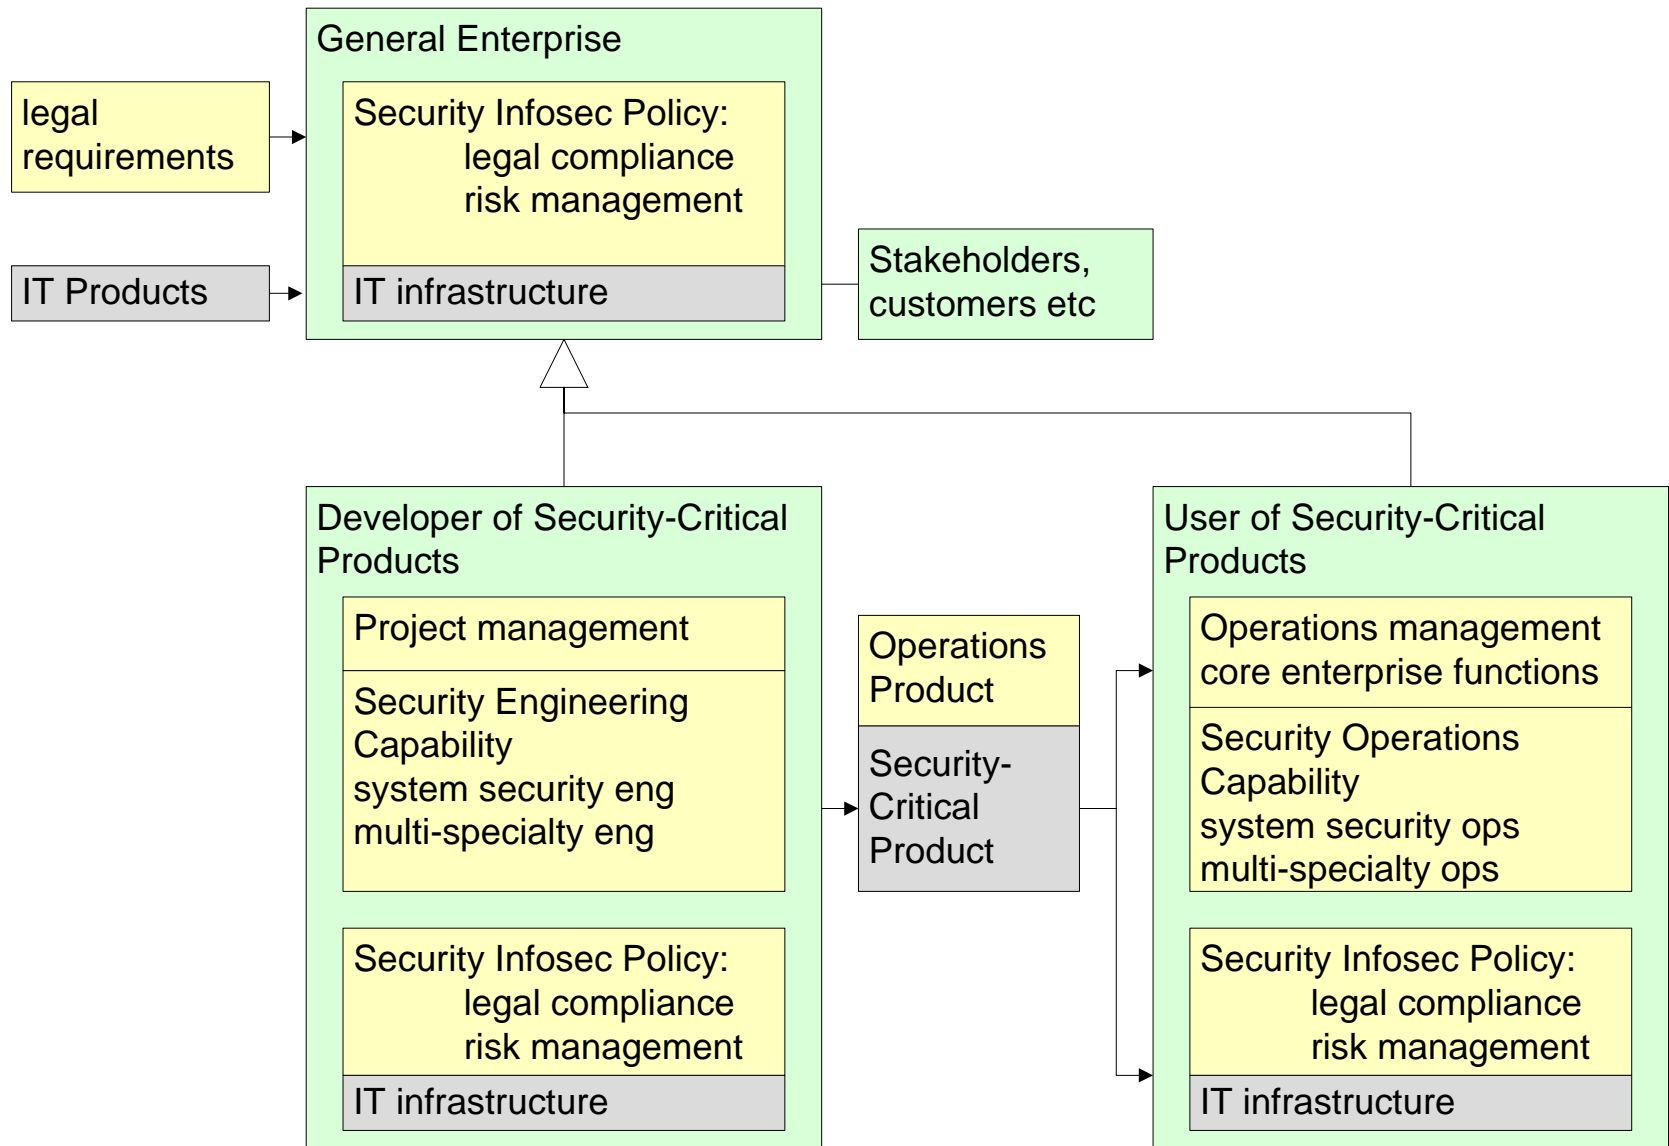 General Enterprise
legal
requirements
Security Infosec Policy:
legal compliance
risk management
IT Products
IT infrastructure
Stakeholders,
customers etc
Developer of Security-Critical
Products
Project management
Security Engineering
Capability
system security eng
multi-specialty eng
Security Infosec Policy:
legal compliance
risk management
IT infrastructure
Operations
Product
Security-
Critical
Product
User of Security-Critical
Products
Operations management
core enterprise functions
Security Operations
Capability
system security ops
multi-specialty ops
Security Infosec Policy:
legal compliance
risk management
IT infrastructure